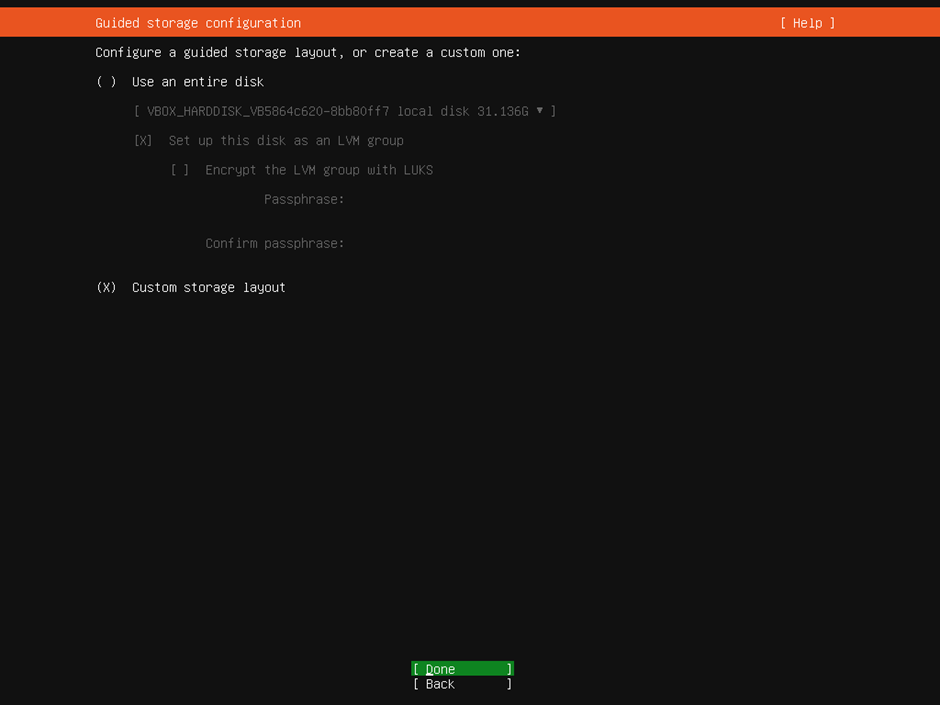 Guided storage configuration [ Help ]
Configure a guided storage layout, or create a custom one:
( ) Use an entire disk
[ VBOX_HARDDISK_VB5864c620-8bb80ff7 local disk 31.136G ▾ ]
[X] Set up this disk as an LVM group
[ ] Encrypt the LVM group with LUKS
Passphrase:
Confirm passphrase:
(X) Custom storage layout
[ Done ]
[ Back ]